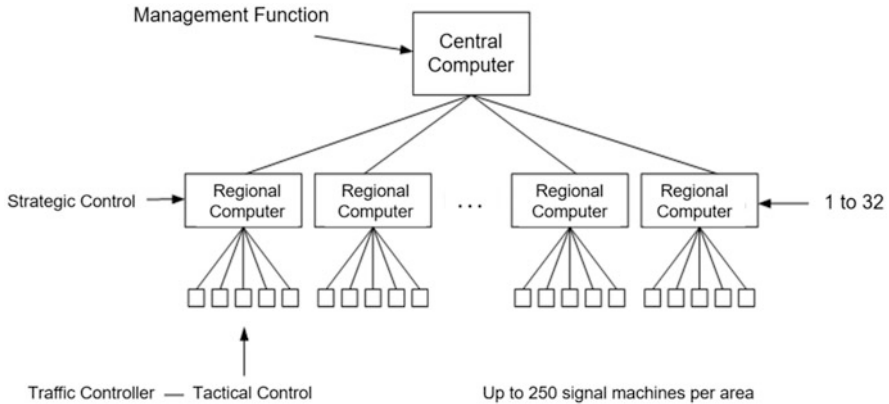 Management Function
Central
Computer
Strategic Control
Regional
Computer
Regional
Computer
...
Regional
Computer
Regional
Computer
1 to 32
Traffic Controller — Tactical Control
Up to 250 signal machines per area